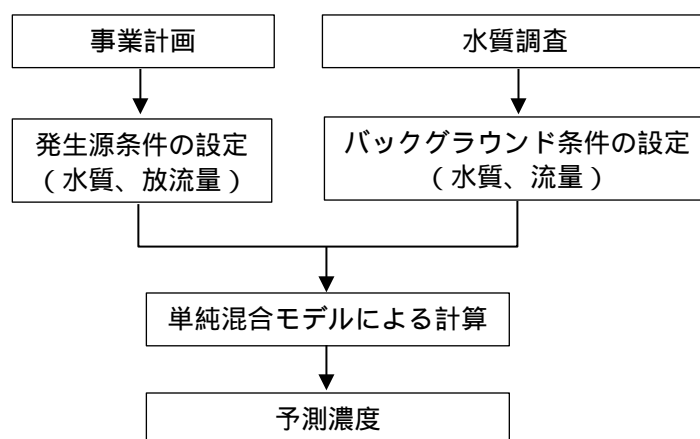 事業計画
水質調査
発生源条件の設定
（水質、放流量）
バックグラウンド条件の設定
（水質、流量）
単純混合モデルによる計算
予測濃度